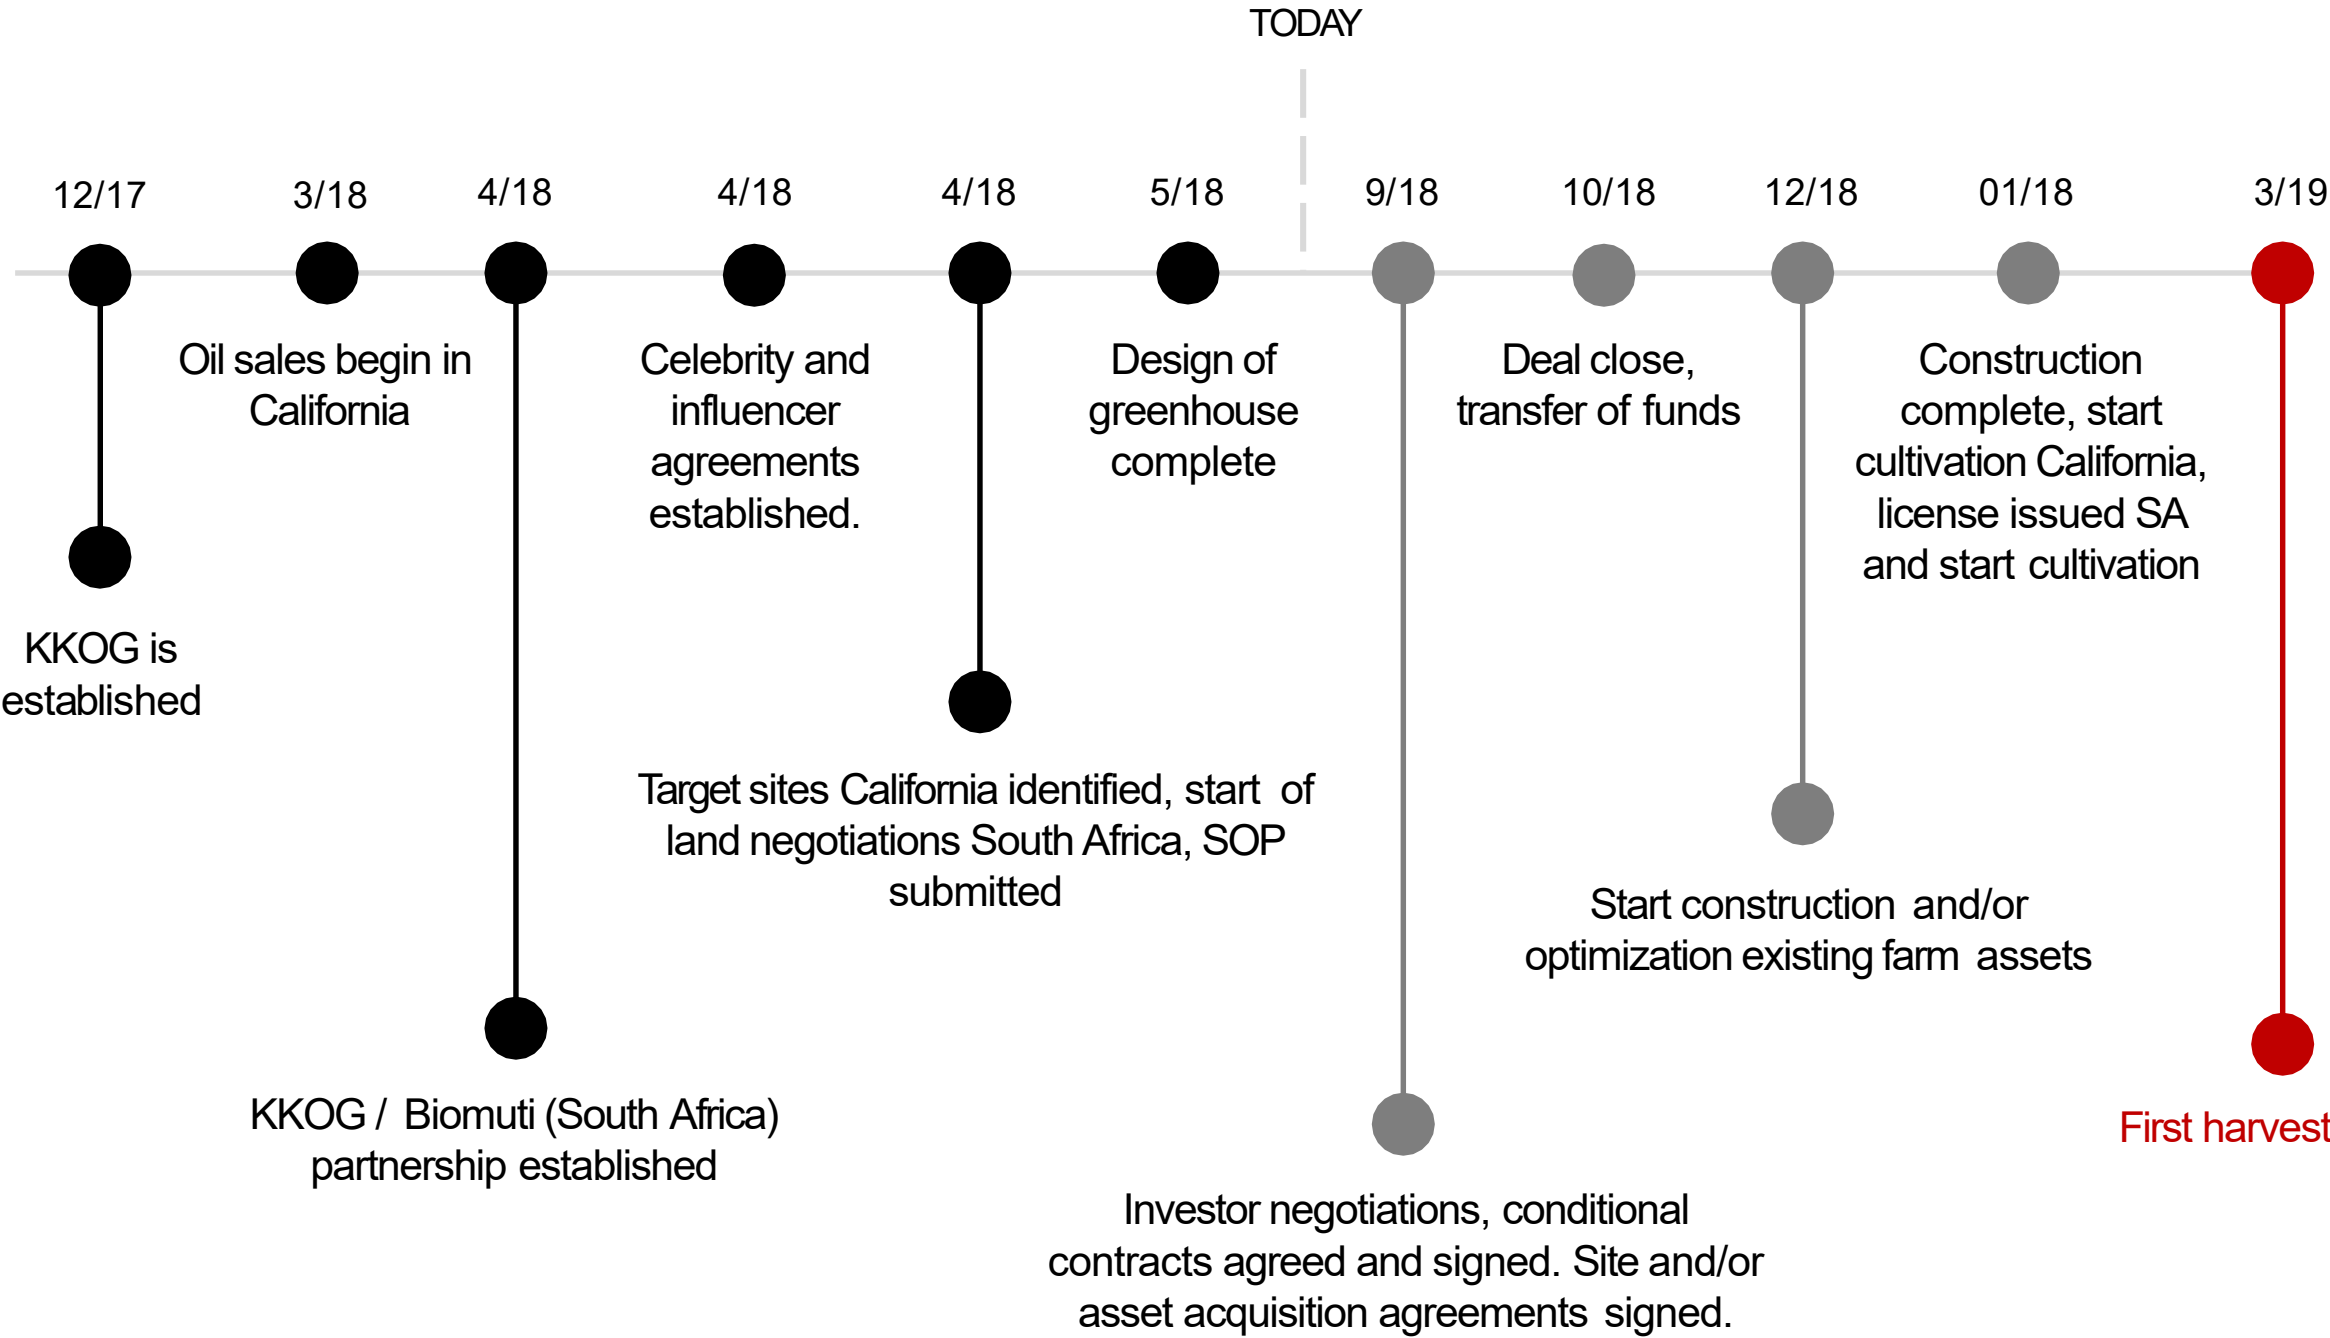 TODAY
12/17
3/18
4/18
4/18
4/18
5/18
9/18
10/18
12/18
01/18
3/19
Oil sales begin in
California
Celebrity and
influencer
agreements
established.
Design of
greenhouse
complete
Deal close,
transfer of funds
Construction
complete, start
cultivation California,
license issued SA
and start cultivation
KKOG is
established
Target sites California identified, start of
land negotiations South Africa, SOP
submitted
Start construction and/or
optimization existing farm assets
KKOG / Biomuti (South Africa)
partnership established
First harvest
Investor negotiations, conditional
contracts agreed and signed. Site and/or
asset acquisition agreements signed.